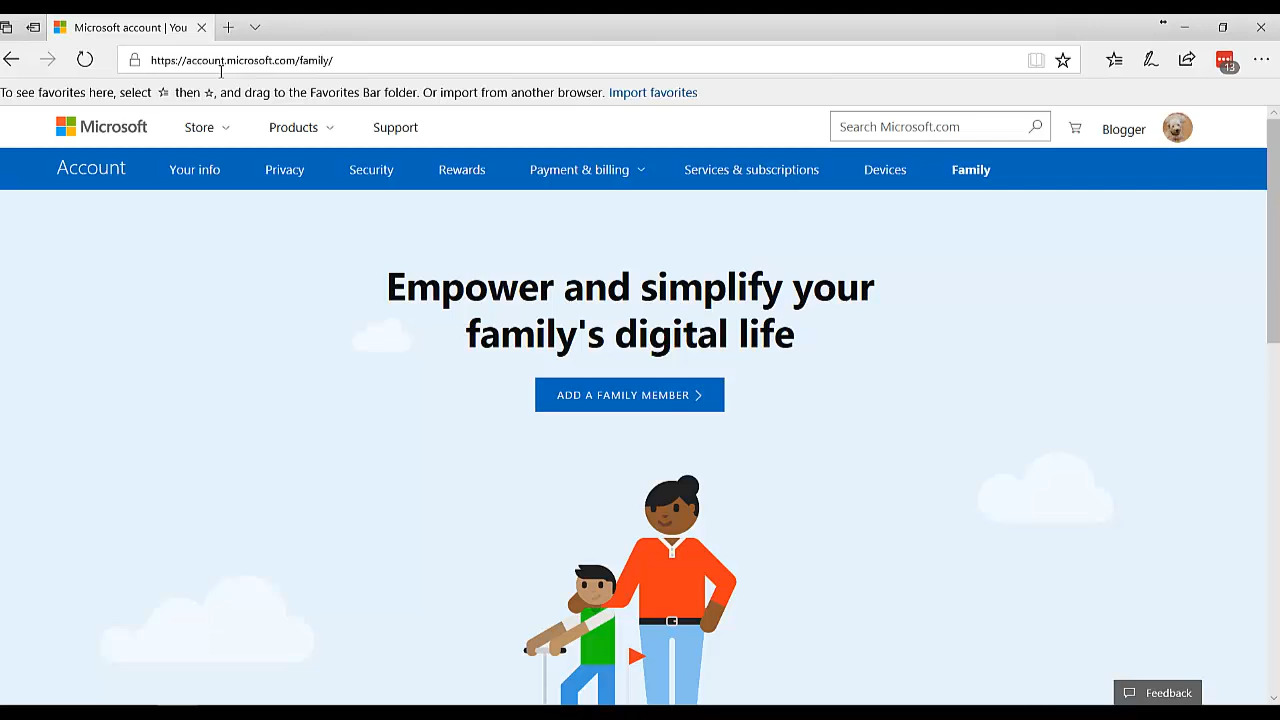 Microsoft account | You
https://account.microsoft.com/family/
13
To see favorites here, select ☆ then ☆, and drag to the Favorites Bar folder. Or import from another browser. Import favorites
Microsoft Store Products Support Search Microsoft.com Blogger
Account Your info Privacy Security Rewards Payment & billing Services & subscriptions Devices Family
Empower and simplify your
family's digital life
ADD A FAMILY MEMBER
Feedback